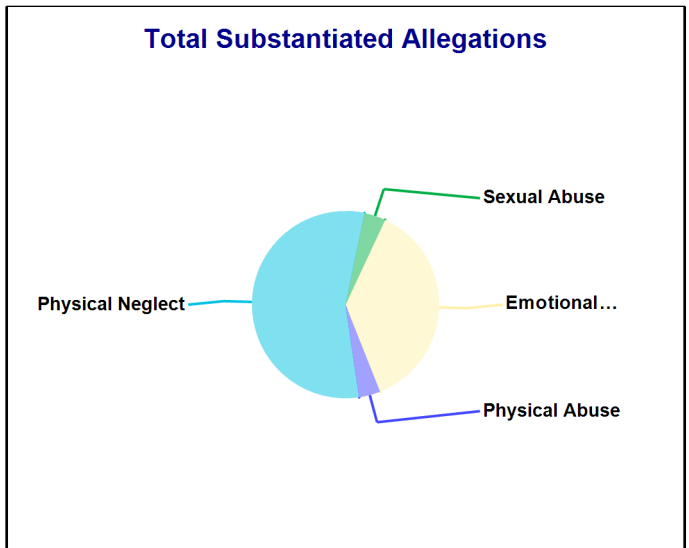 Total Substantiated Allegations
Sexual Abuse
Physical Neglect
Emotional…
Physical Abuse